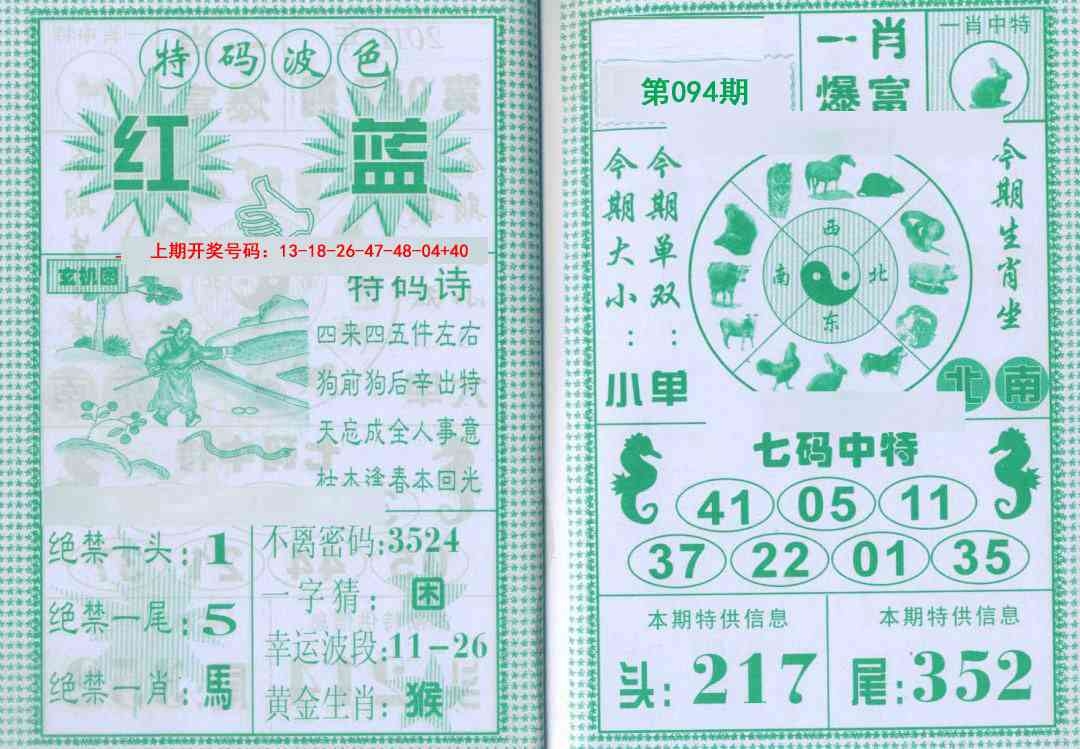 特码波色
红 蓝
上期开奖号码：13-18-26-47-48-04+40
玄机图
特码诗
四来四五件左右
狗前狗后辛出特
天忘成全人事意
枯木逢春本回光
绝禁一头：1
绝禁一尾：5
绝禁一肖：馬
不离密码:3524
一字猜：困
幸运波段:11-26
黄金生肖：猴
第094期
一肖
爆富
一肖中特
今期大小：小
今期单双：单
西
南 北
东
今期生肖坐
北 南
七码中特
41 05 11
37 22 01 35
本期特供信息
头：217
本期特供信息
尾：352